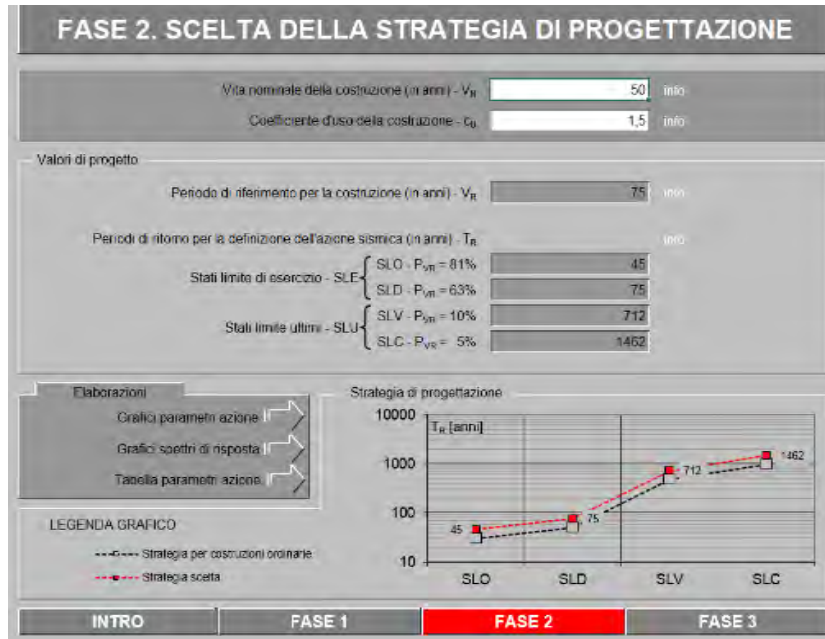 FASE 2. SCELTA DELLA STRATEGIA DI PROGETTAZIONE
Vita nominale della costruzione (in anni) - VN 50 info
Coefficiente d'uso della costruzione - cU 1,5 info
Valori di progetto
Periodo di riferimento per la costruzione (in anni) - VR 75 info
Periodi di ritorno per la definizione dell'azione sismica (in anni) - TR info
Stati limite di esercizio - SLE
SLO - PVR = 81% 45
SLD - PVR = 63% 75
Stati limite ultimi - SLU
SLV - PVR = 10% 712
SLC - PVR = 5% 1462
Elaborazioni
Grafici parametri azione
Grafici spettri di risposta
Tabella parametri azione
LEGENDA GRAFICO
Strategia per costruzioni ordinarie
Strategia scelta
Strategia di progettazione
TR [anni]
10000
1000
100
10
45
75
712
1462
SLO SLD SLV SLC
INTRO FASE 1 FASE 2 FASE 3